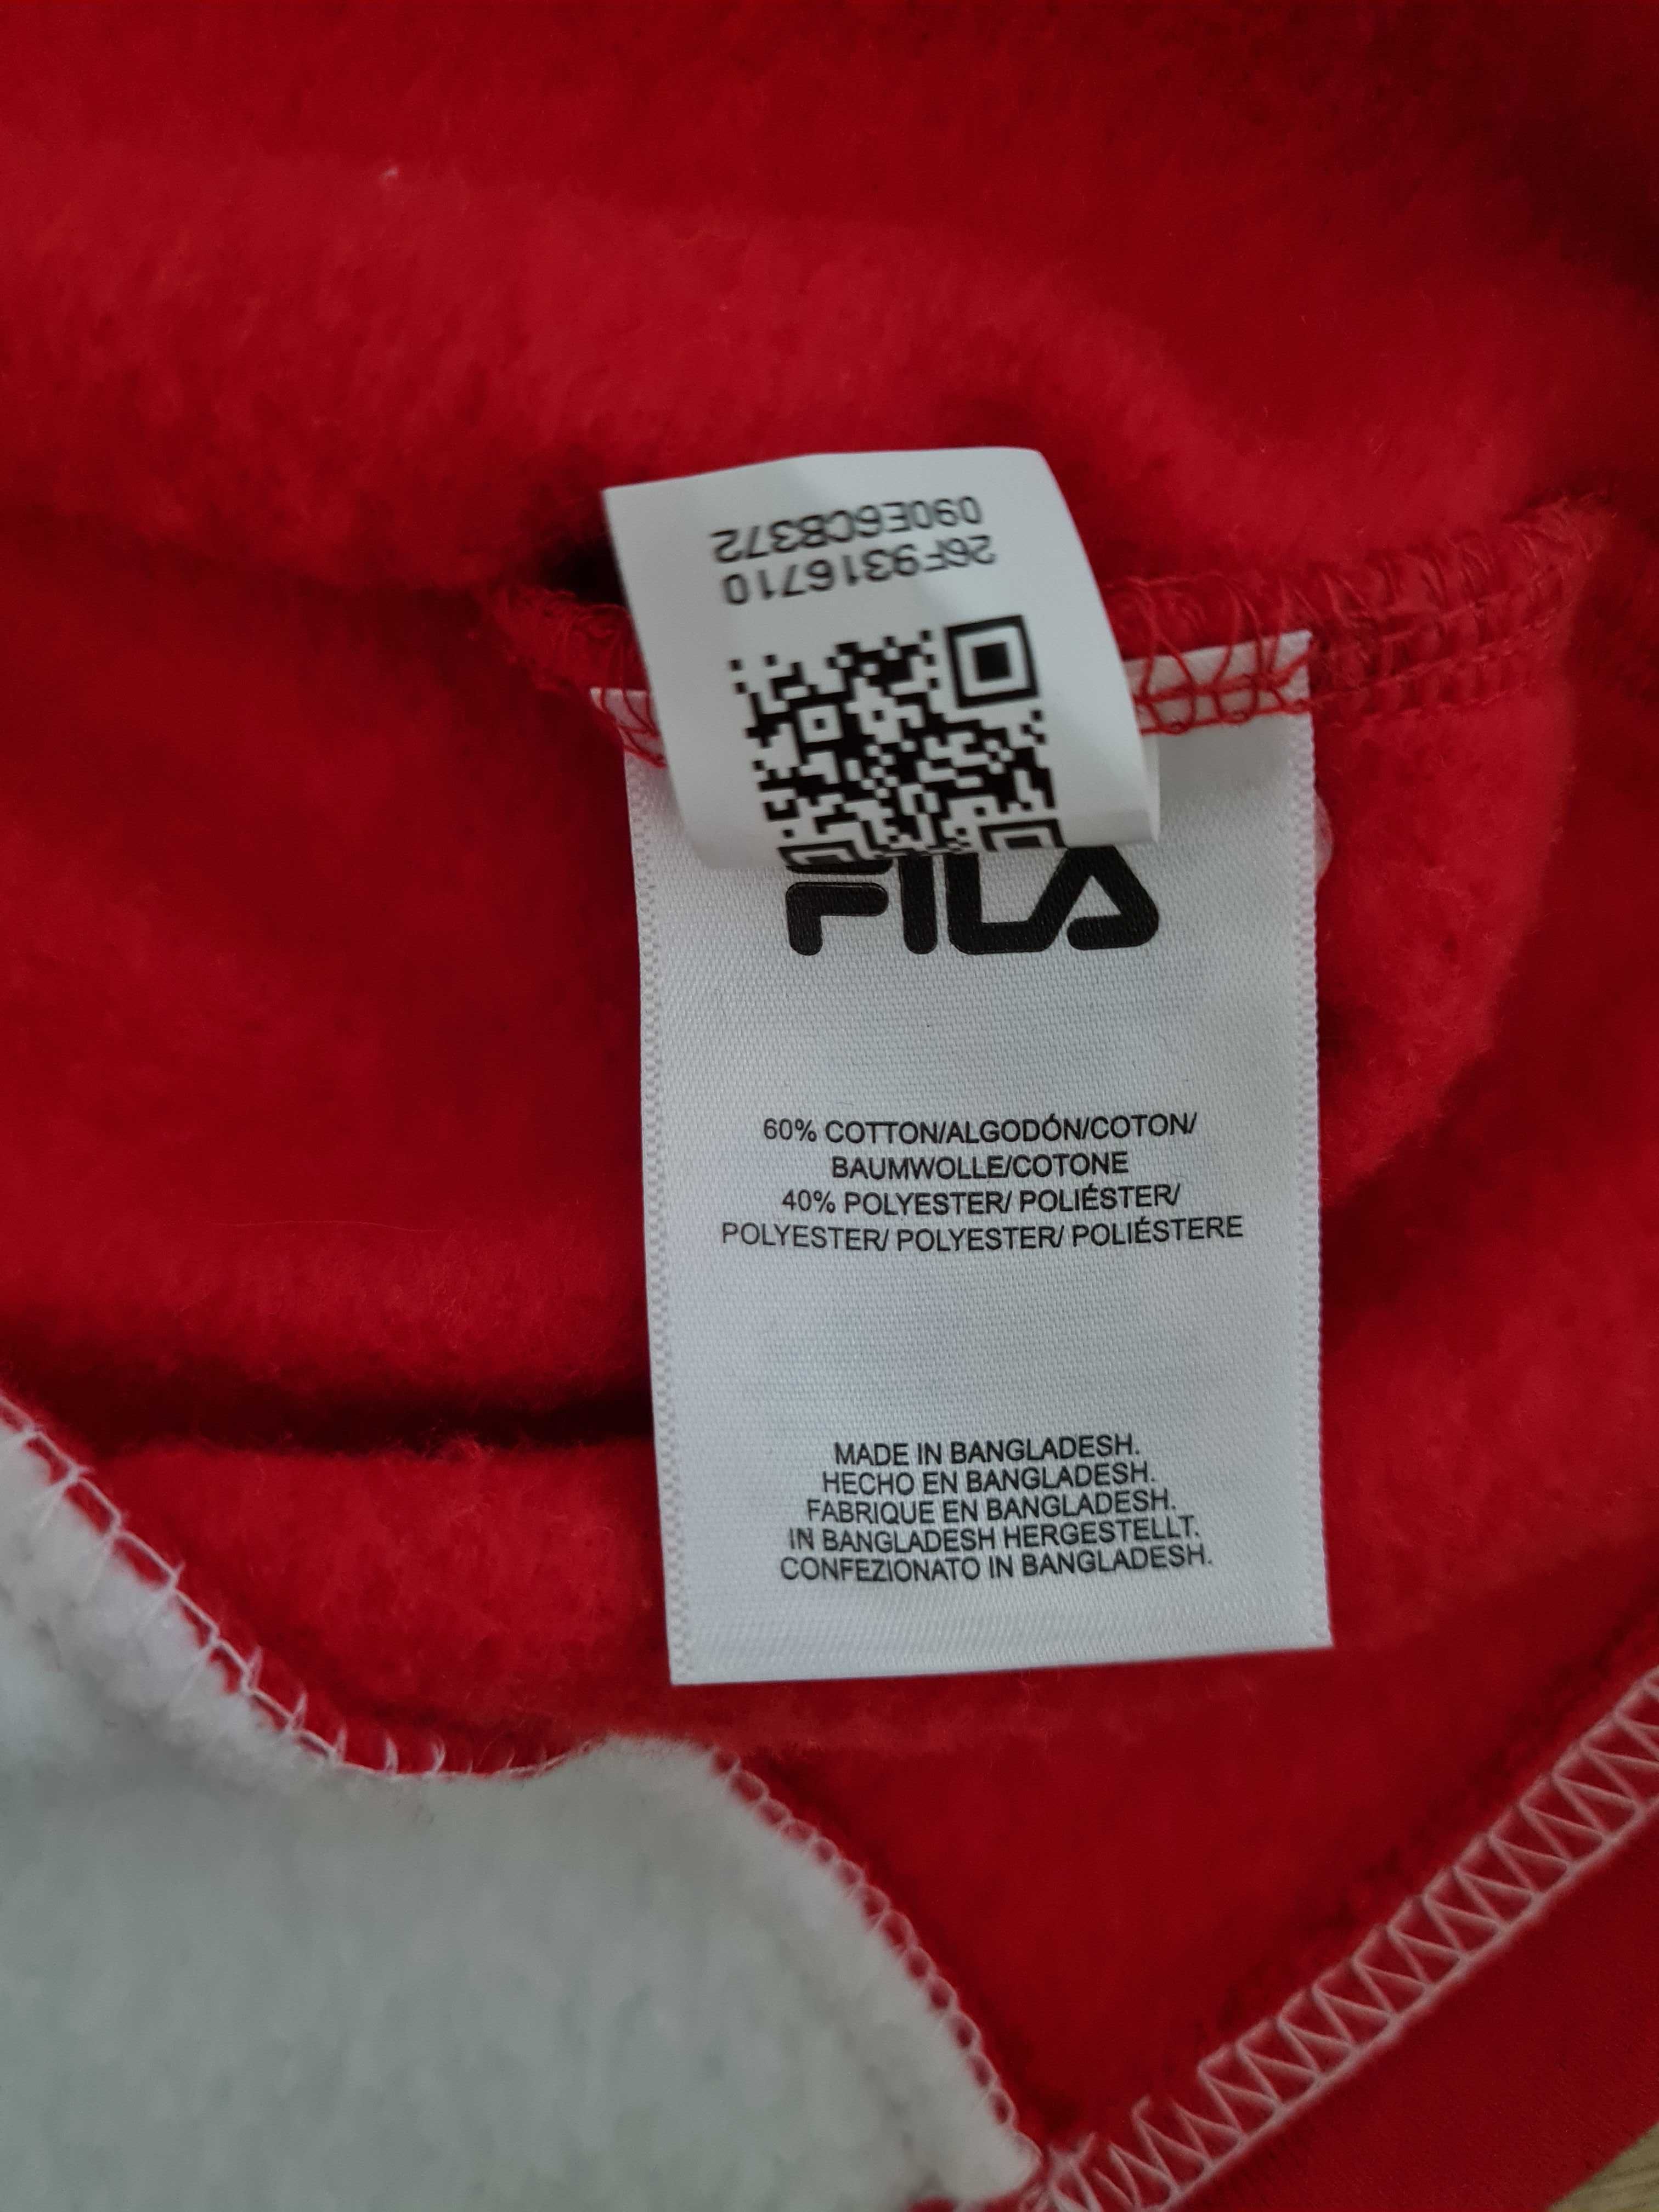 090E6CB372
26F9316710
FILA
60% COTTON/ALGODÓN/COTON/
BAUMWOLLE/COTONE
40% POLYESTER/ POLIÉSTER/
POLYESTER/ POLYESTER/ POLIÉSTERE
MADE IN BANGLADESH.
HECHO EN BANGLADESH.
FABRIQUE EN BANGLADESH.
IN BANGLADESH HERGESTELLT.
CONFEZIONATO IN BANGLADESH.